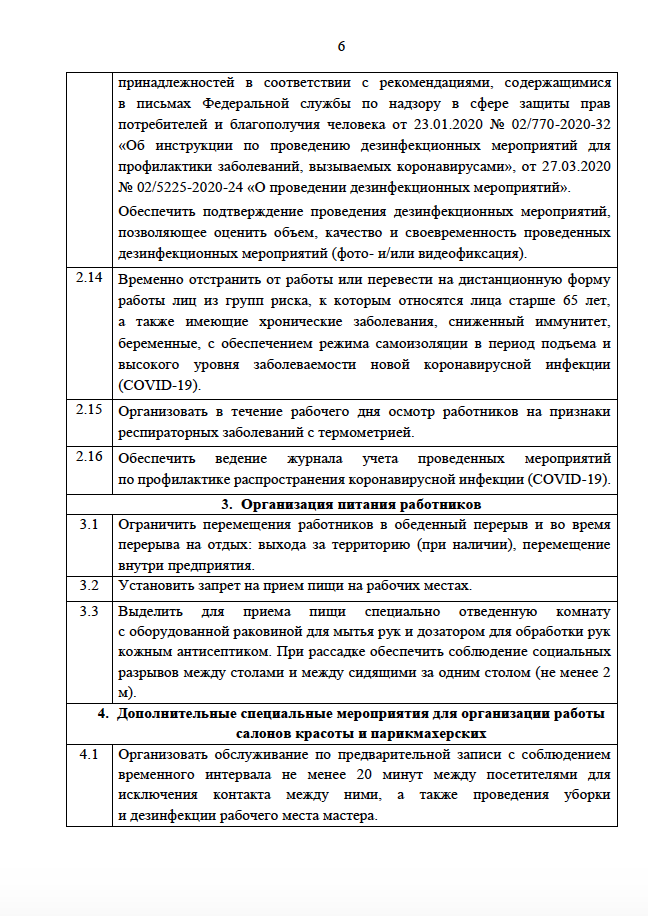 6
принадлежностей в соответствии с рекомендациями, содержащимися
в письмах Федеральной службы по надзору в сфере защиты прав
потребителей и благополучия человека от 23.01.2020 № 02/770-2020-32
«Об инструкции по проведению дезинфекционных мероприятий для
профилактики заболеваний, вызываемых коронавирусами», от 27.03.2020
№ 02/5225-2020-24 «О проведении дезинфекционных мероприятий».
Обеспечить подтверждение проведения дезинфекционных мероприятий,
позволяющее оценить объем, качество и своевременность проведенных
дезинфекционных мероприятий (фото- и/или видеофиксация).
2.14 Временно отстранить от работы или перевести на дистанционную форму
работы лиц из групп риска, к которым относятся лица старше 65 лет,
а также имеющие хронические заболевания, сниженный иммунитет,
беременные, с обеспечением режима самоизоляции в период подъема и
высокого уровня заболеваемости новой коронавирусной инфекции
(COVID-19).
2.15 Организовать в течение рабочего дня осмотр работников на признаки
респираторных заболеваний с термометрией.
2.16 Обеспечить ведение журнала учета проведенных мероприятий
по профилактике распространения коронавирусной инфекции (COVID-19).
3. Организация питания работников
3.1 Ограничить перемещения работников в обеденный перерыв и во время
перерыва на отдых: выхода за территорию (при наличии), перемещение
внутри предприятия.
3.2 Установить запрет на прием пищи на рабочих местах.
3.3 Выделить для приема пищи специально отведенную комнату
с оборудованной раковиной для мытья рук и дозатором для обработки рук
кожным антисептиком. При рассадке обеспечить соблюдение социальных
разрывов между столами и между сидящими за одним столом (не менее 2
м).
4. Дополнительные специальные мероприятия для организации работы
салонов красоты и парикмахерских
4.1 Организовать обслуживание по предварительной записи с соблюдением
временного интервала не менее 20 минут между посетителями для
исключения контакта между ними, а также проведения уборки
и дезинфекции рабочего места мастера.